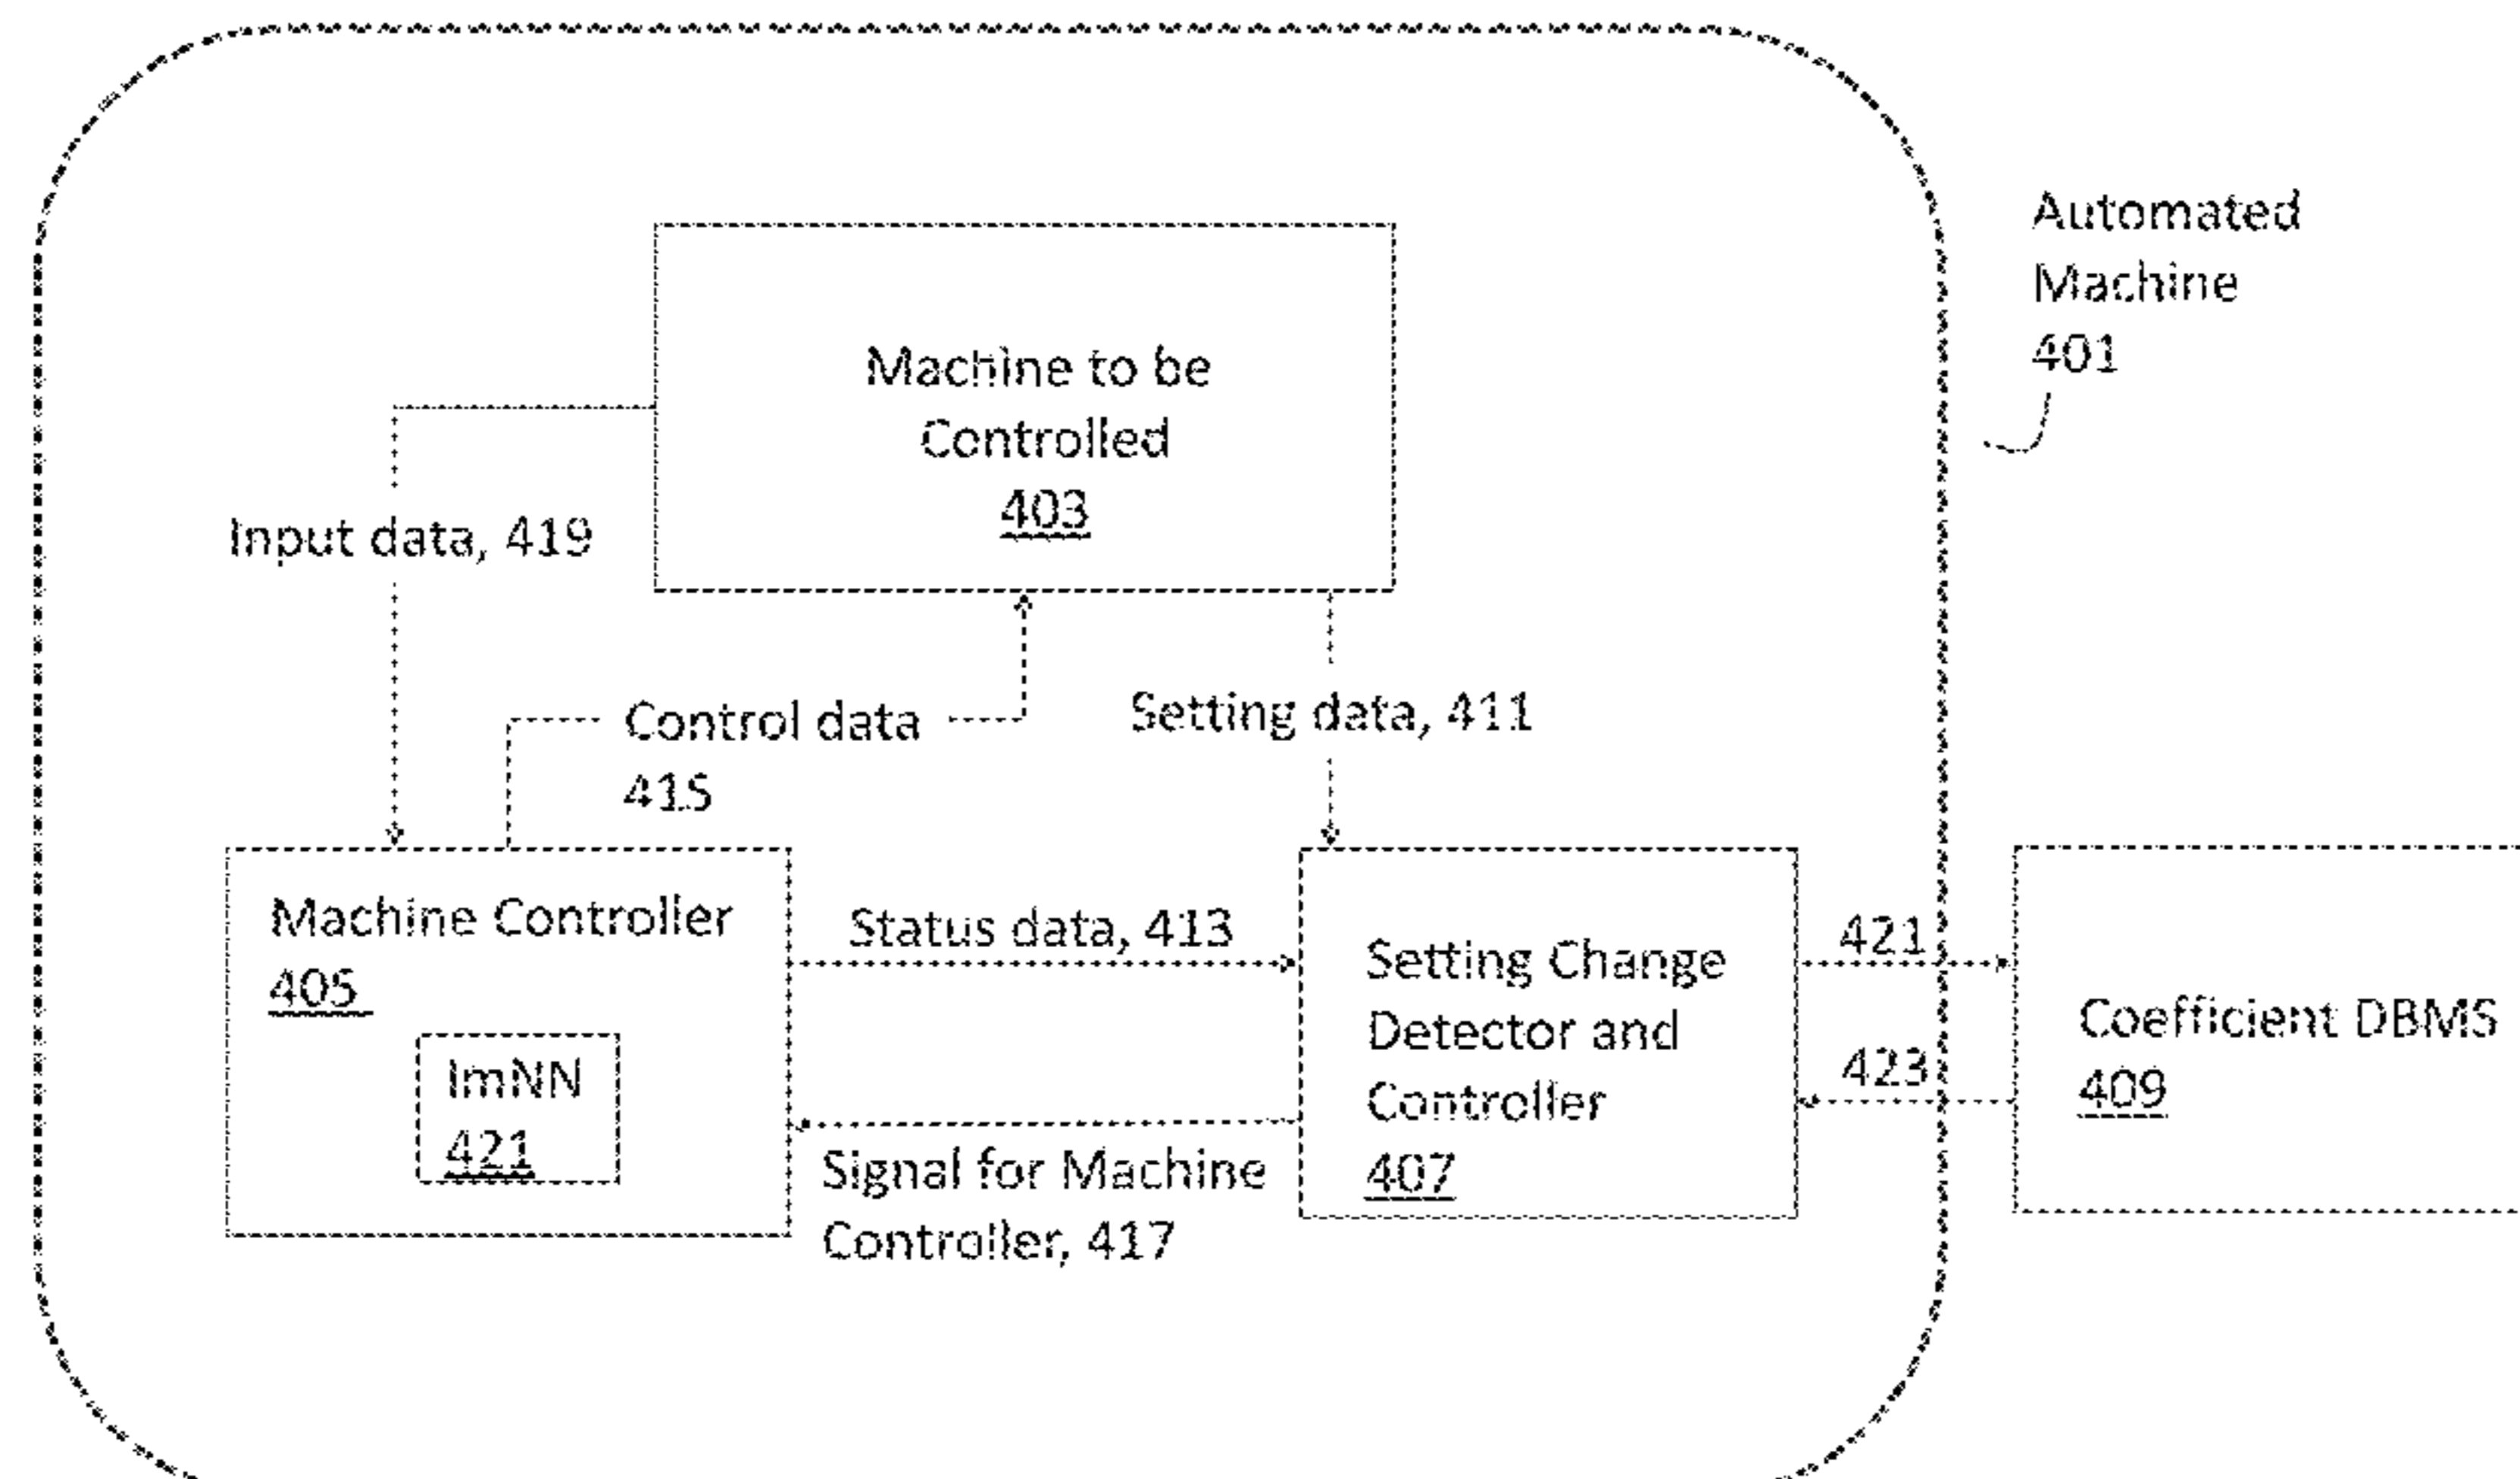 Automated
Machine
401
Machine to be
Controlled
403
Input data, 419
Control data
415
Setting data, 411
Machine Controller
405
ImNN
421
Status data, 413
Signal for Machine
Controller, 417
Setting Change
Detector and
Controller
407
421
423
Coefficient DBMS
409